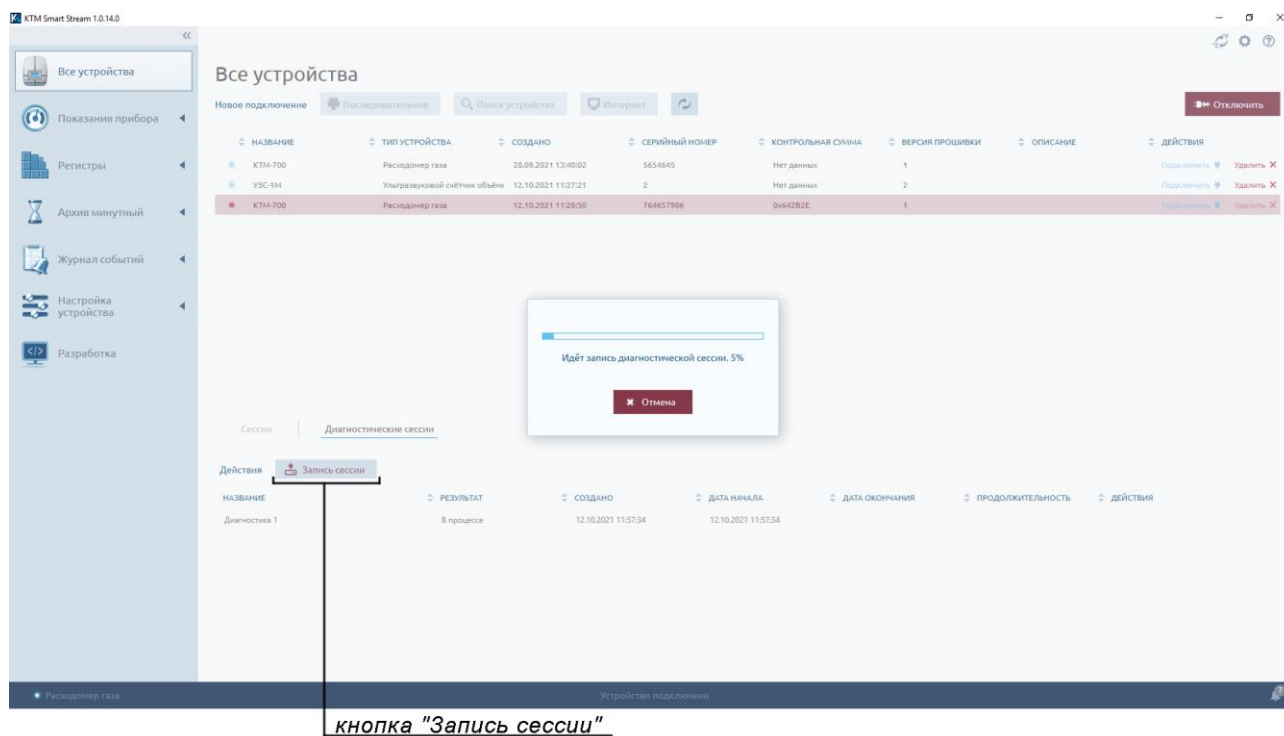 KTM Smart Stream 1.0.14.0
Все устройства
Показания прибора
Регистры
Архив минутный
Журнал событий
Настройка
устройства
Разработка
Все устройства
Новое подключение Последовательное Поиск устройства Интернет Отключить
НАЗВАНИЕ ТИП УСТРОЙСТВА СОЗДАНО СЕРИЙНЫЙ НОМЕР КОНТРОЛЬНАЯ СУММА ВЕРСИЯ ПРОШИВКИ ОПИСАНИЕ ДЕЙСТВИЯ
КТМ-700 Расходомер газа 28.09.2021 13:40:02 5654645 Нет данных 1 Подключить Удалить
УЗС-1М Ультразвуковой счётчик объём 12.10.2021 11:27:21 2 Нет данных 2 Подключить Удалить
КТМ-700 Расходомер газа 12.10.2021 11:28:50 764657986 0x642B2E 1 Подключить Удалить
Идёт запись диагностической сессии. 5%
Отмена
Сессии Диагностические сессии
Действия Запись сессии
НАЗВАНИЕ РЕЗУЛЬТАТ СОЗДАНО ДАТА НАЧАЛА ДАТА ОКОНЧАНИЯ ПРОДОЛЖИТЕЛЬНОСТЬ ДЕЙСТВИЯ
Диагностика 1 В процессе 12.10.2021 11:57:34 12.10.2021 11:57:34
Расходомер газа Устройство подключено
кнопка "Запись сессии"